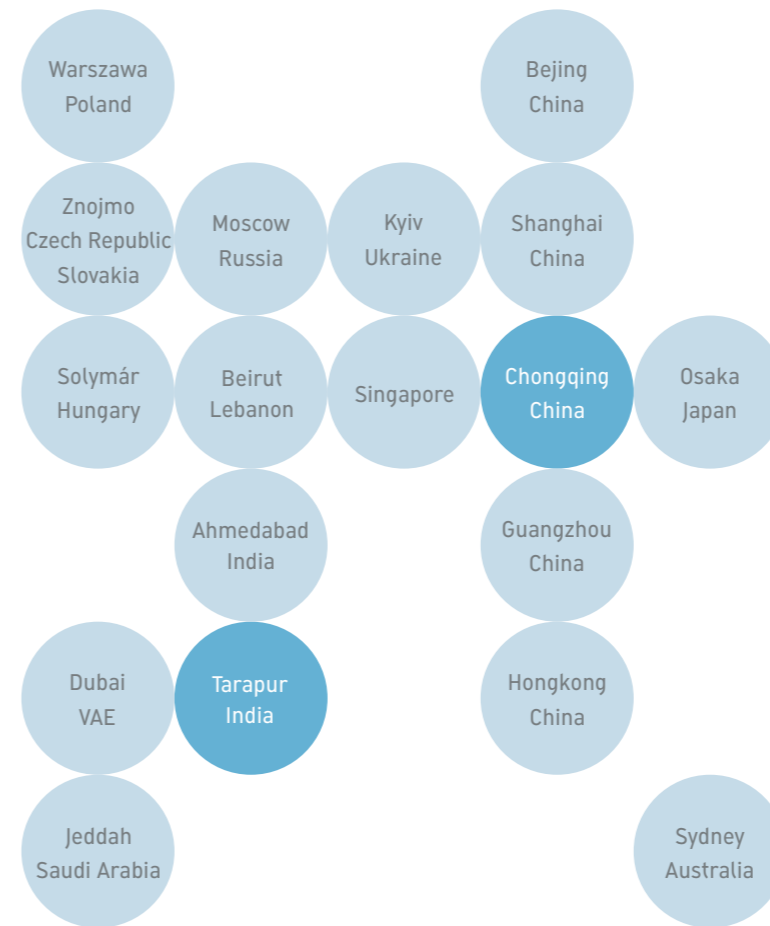 Warszawa
Poland
Bejing
China
Znojmo
Czech Republic
Slovakia
Moscow
Russia
Kyiv
Ukraine
Shanghai
China
Solymár
Hungary
Beirut
Lebanon
Singapore
Chongqing
China
Osaka
Japan
Ahmedabad
India
Guangzhou
China
Dubai
VAE
Tarapur
India
Hongkong
China
Jeddah
Saudi Arabia
Sydney
Australia